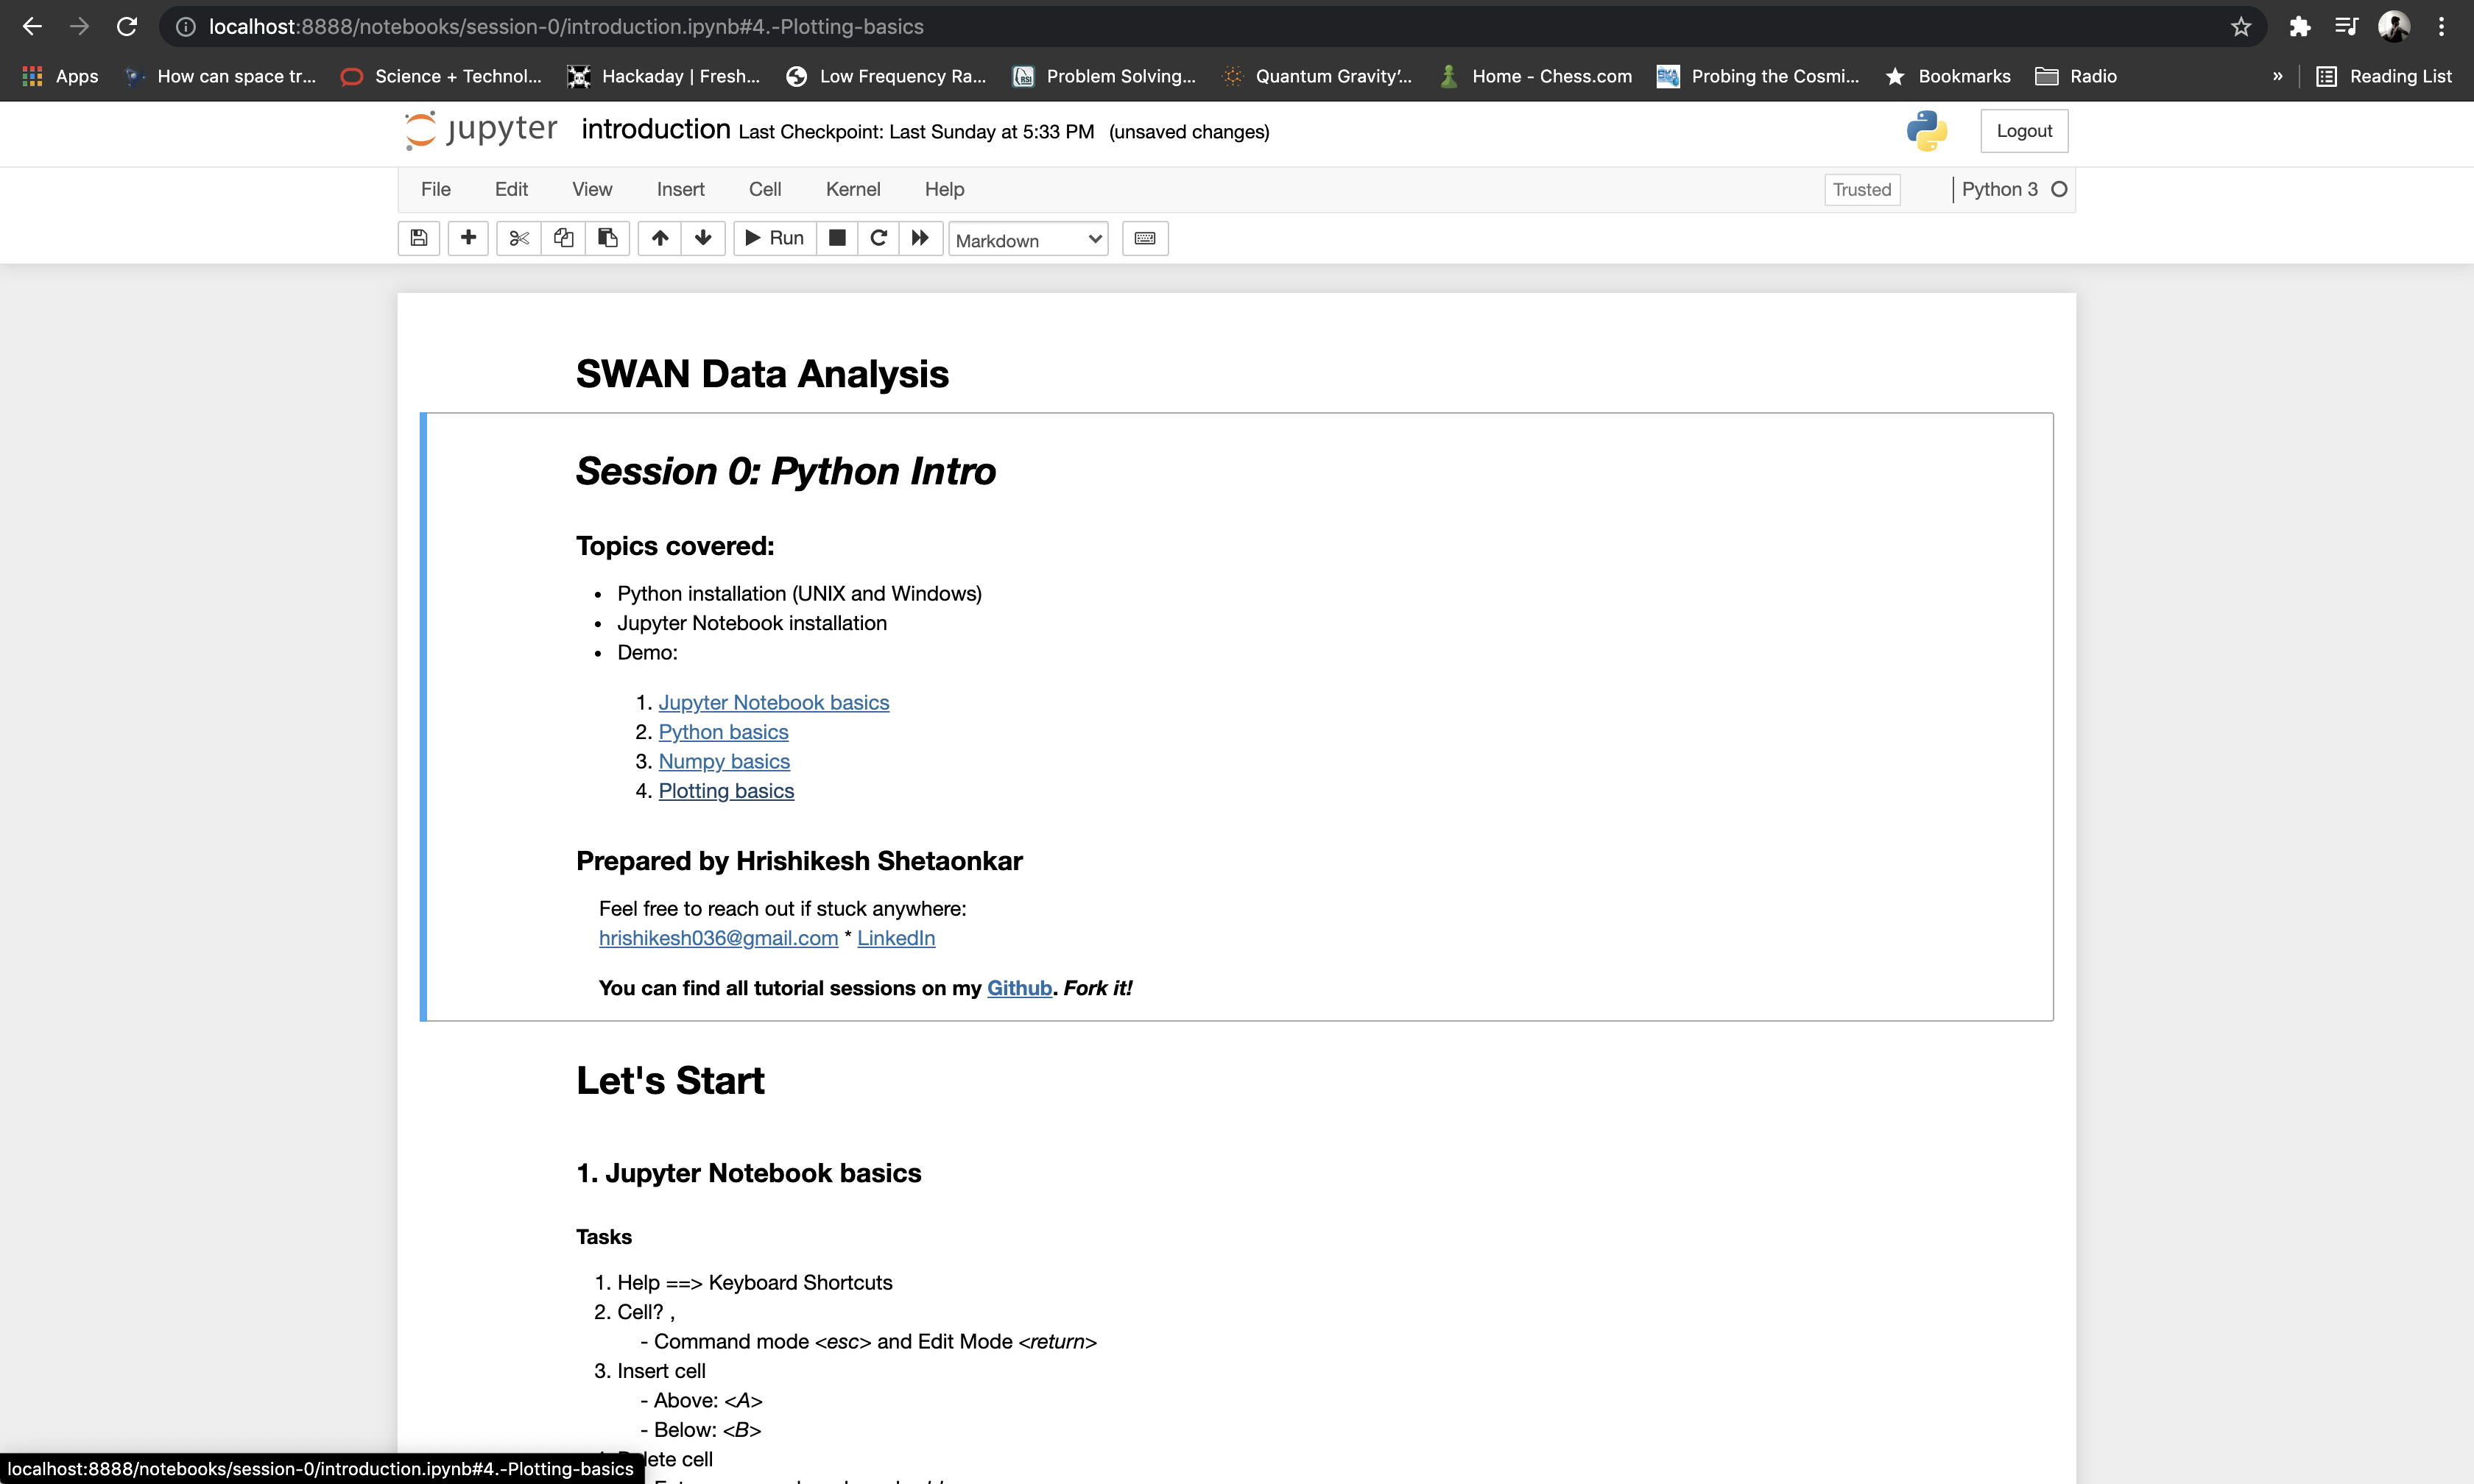 localhost:8888/notebooks/session-0/introduction.ipynb#4.-Plotting-basics
Apps How can space tr... Science + Technol... Hackaday | Fresh... Low Frequency Ra... Problem Solving... Quantum Gravity'... Home - Chess.com Probing the Cosmi... Bookmarks Radio » Reading List
jupyter introduction Last Checkpoint: Last Sunday at 5:33 PM (unsaved changes) Logout
File Edit View Insert Cell Kernel Help Trusted Python 3
Run Markdown
SWAN Data Analysis
Session 0: Python Intro
Topics covered:
• Python installation (UNIX and Windows)
• Jupyter Notebook installation
• Demo:
1. Jupyter Notebook basics
2. Python basics
3. Numpy basics
4. Plotting basics
Prepared by Hrishikesh Shetaonkar
Feel free to reach out if stuck anywhere:
hrishikesh036@gmail.com * LinkedIn
You can find all tutorial sessions on my Github. Fork it!
Let's Start
1. Jupyter Notebook basics
Tasks
1. Help ==> Keyboard Shortcuts
2. Cell? ,
- Command mode <esc> and Edit Mode <return>
3. Insert cell
- Above: <A>
- Below: <B>
cell
localhost:8888/notebooks/session-0/introduction.ipynb#4.-Plotting-basics